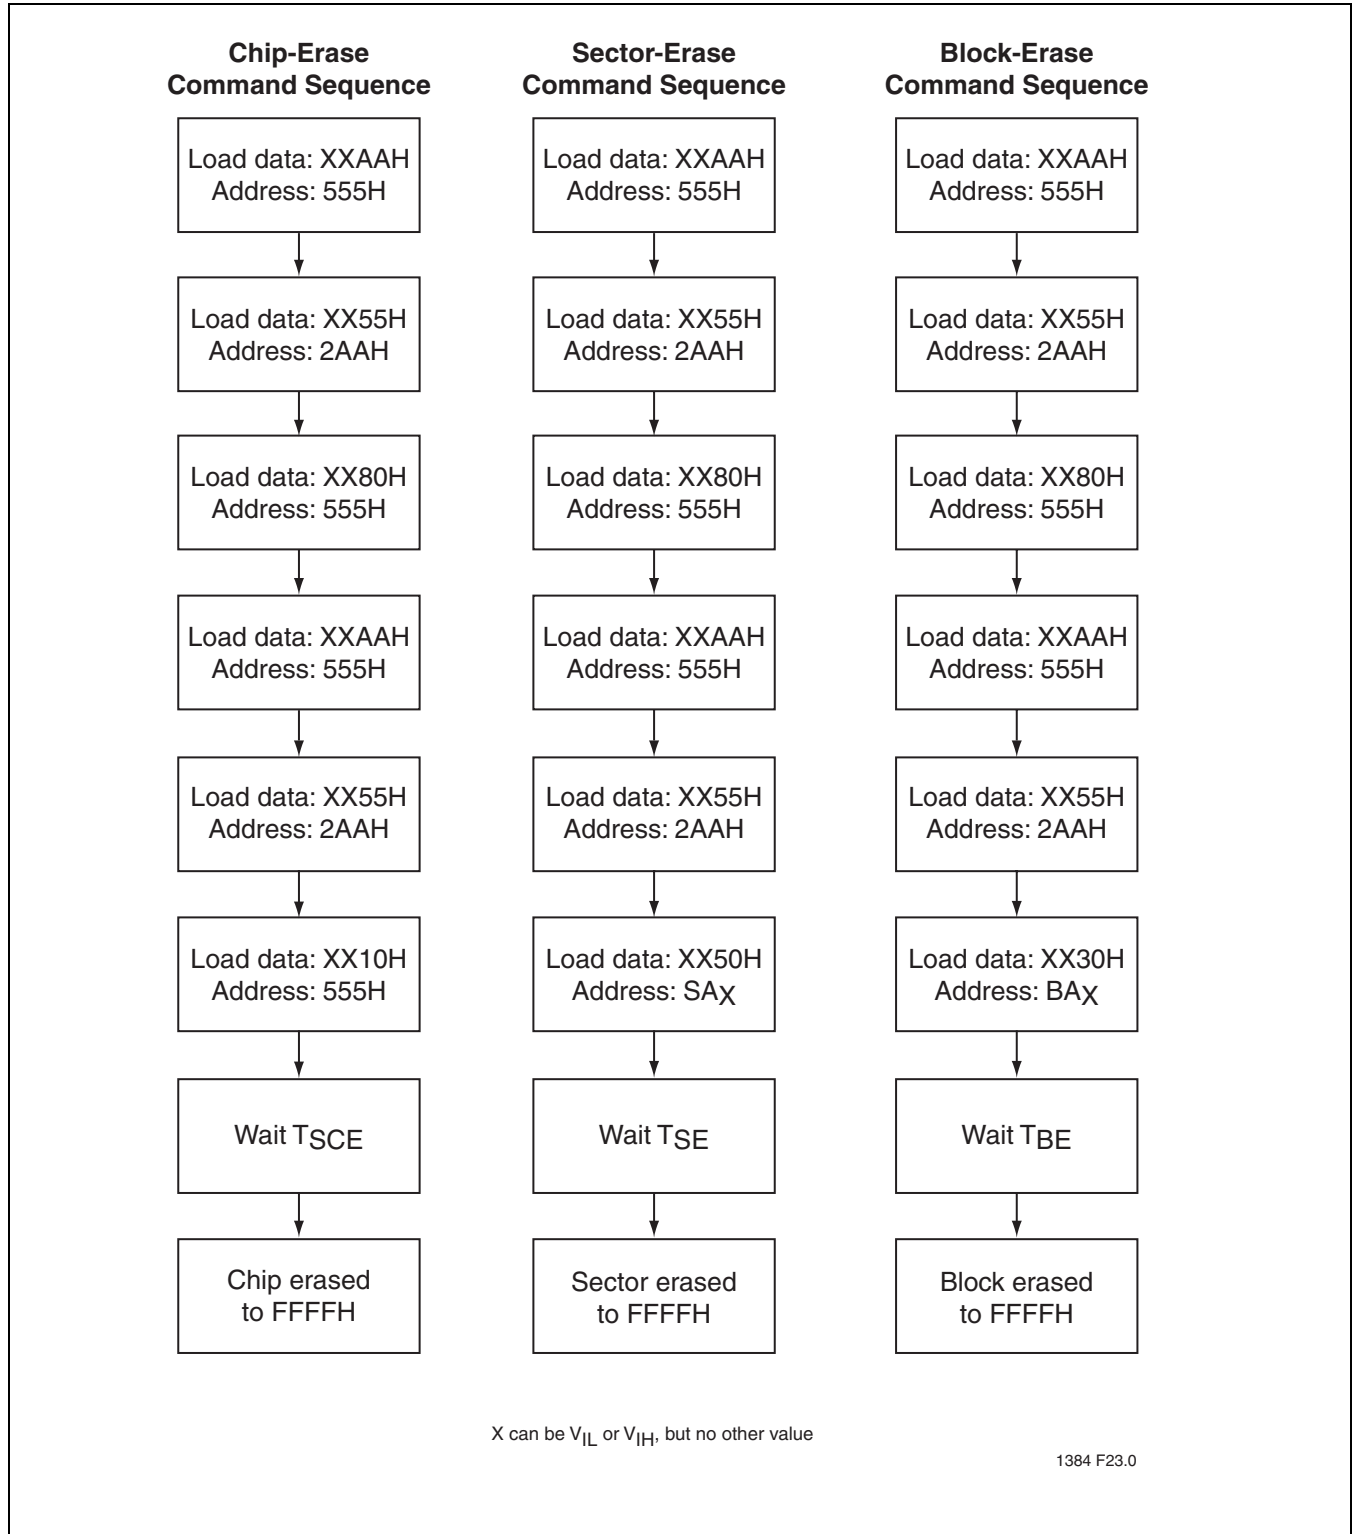 Chip-Erase
Command Sequence
Load data: XXAAH
Address: 555H
Load data: XX55H
Address: 2AAH
Load data: XX80H
Address: 555H
Load data: XXAAH
Address: 555H
Load data: XX55H
Address: 2AAH
Load data: XX10H
Address: 555H
Wait TSCE
Chip erased
to FFFFH
Sector-Erase
Command Sequence
Load data: XXAAH
Address: 555H
Load data: XX55H
Address: 2AAH
Load data: XX80H
Address: 555H
Load data: XXAAH
Address: 555H
Load data: XX55H
Address: 2AAH
Load data: XX50H
Address: SAX
Wait TSE
Sector erased
to FFFFH
Block-Erase
Command Sequence
Load data: XXAAH
Address: 555H
Load data: XX55H
Address: 2AAH
Load data: XX80H
Address: 555H
Load data: XXAAH
Address: 555H
Load data: XX55H
Address: 2AAH
Load data: XX30H
Address: BAX
Wait TBE
Block erased
to FFFFH
X can be VIL or VIH, but no other value
1384 F23.0